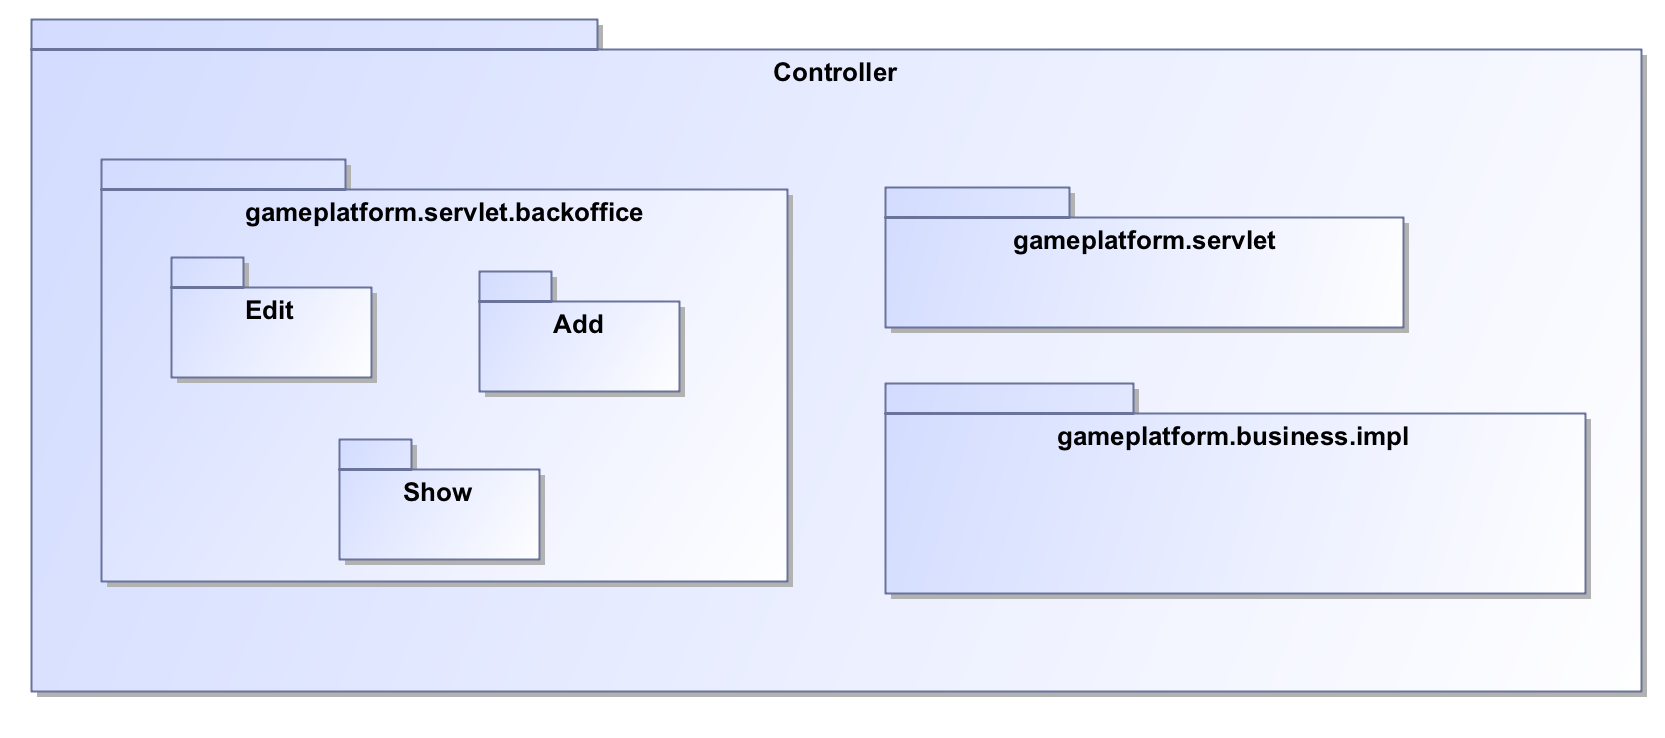 Controller
gameplatform.servlet.backoffice
Edit
Add
Show
gameplatform.servlet
gameplatform.business.impl